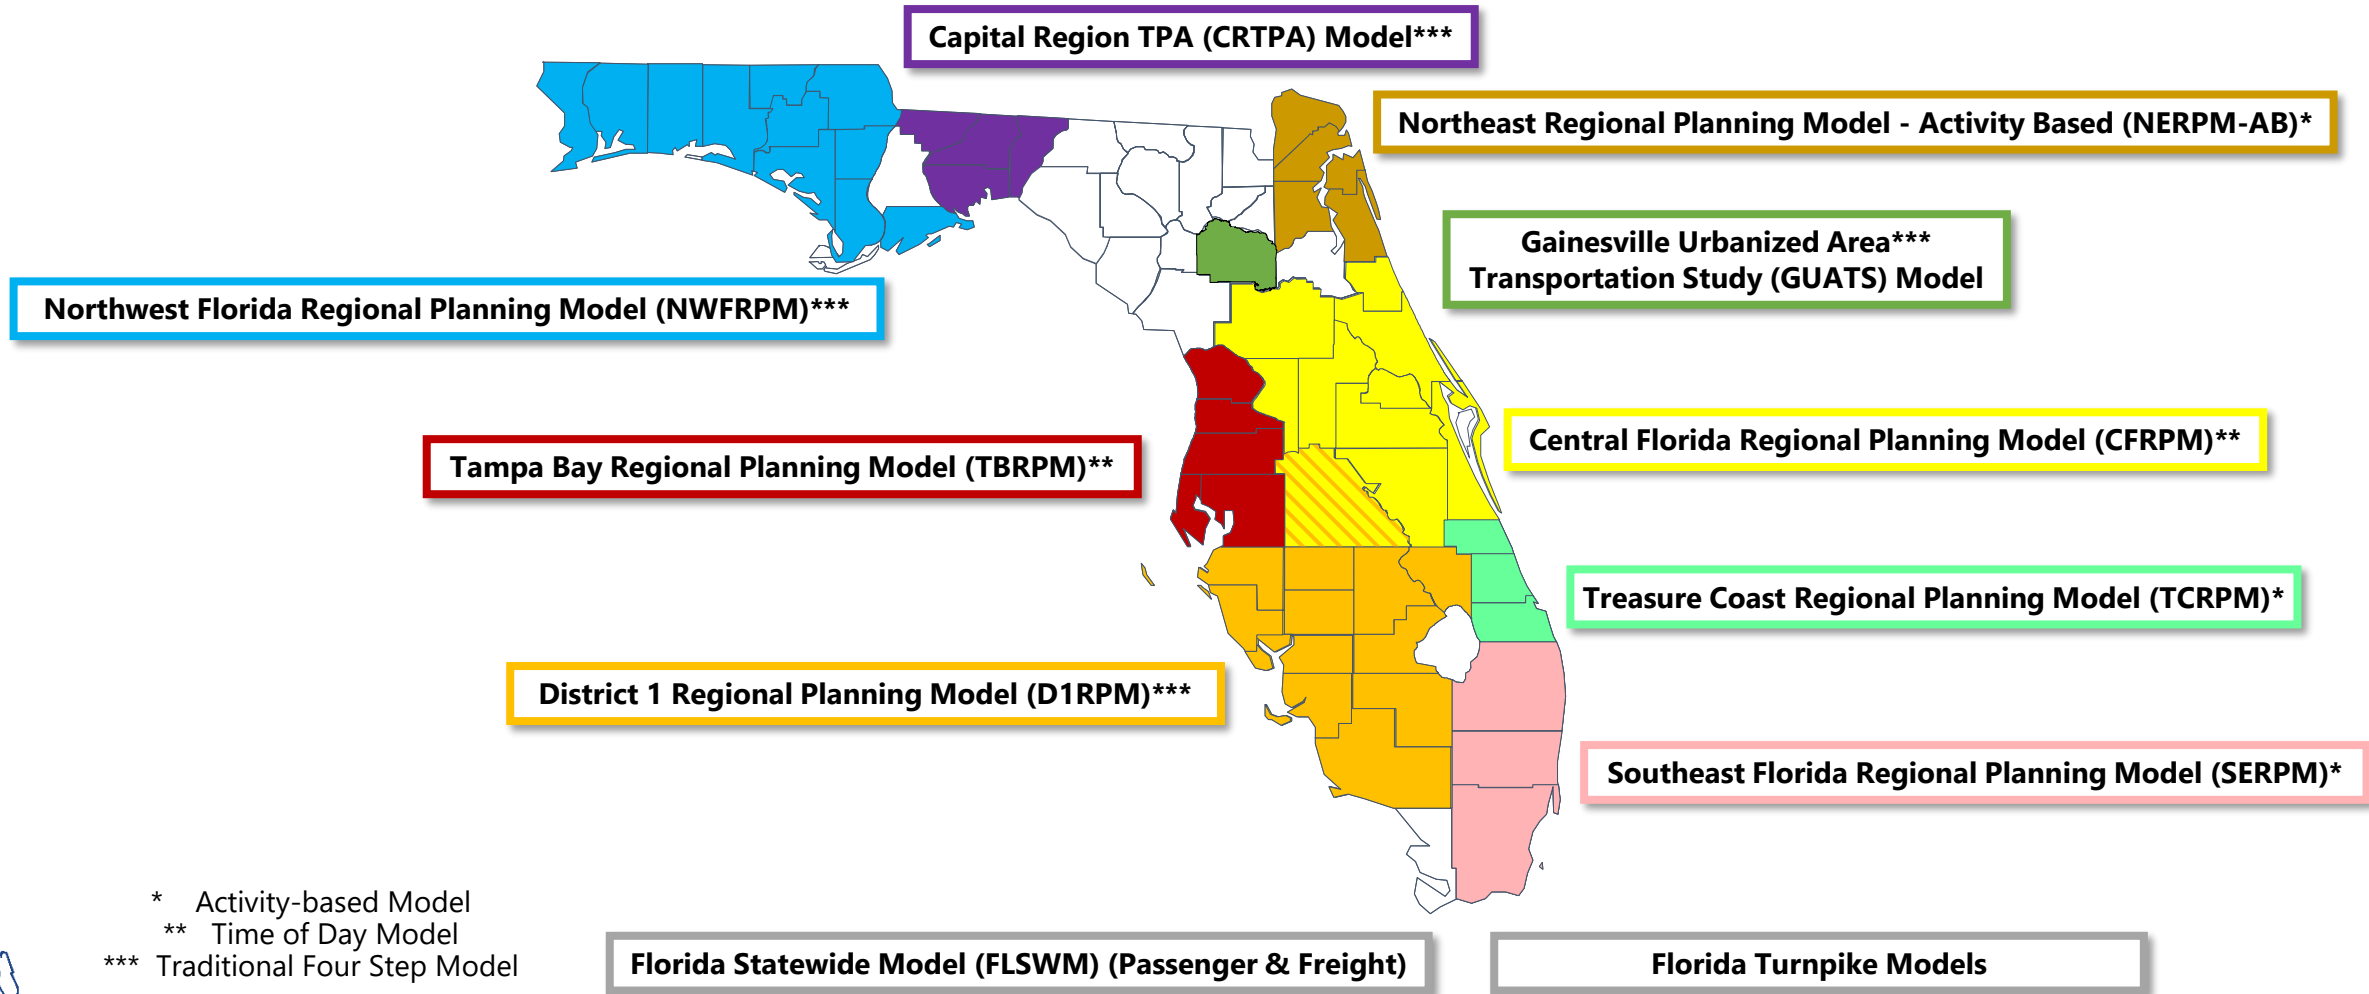 Capital Region TPA (CRTPA) Model***
Northeast Regional Planning Model - Activity Based (NERPM-AB)*
Gainesville Urbanized Area***
Transportation Study (GUATS) Model
Northwest Florida Regional Planning Model (NWFRPM)***
Central Florida Regional Planning Model (CFRPM)**
Tampa Bay Regional Planning Model (TBRPM)**
Treasure Coast Regional Planning Model (TCRPM)*
District 1 Regional Planning Model (D1RPM)***
Southeast Florida Regional Planning Model (SERPM)*
* Activity-based Model
** Time of Day Model
*** Traditional Four Step Model
Florida Statewide Model (FLSWM) (Passenger & Freight)
Florida Turnpike Models